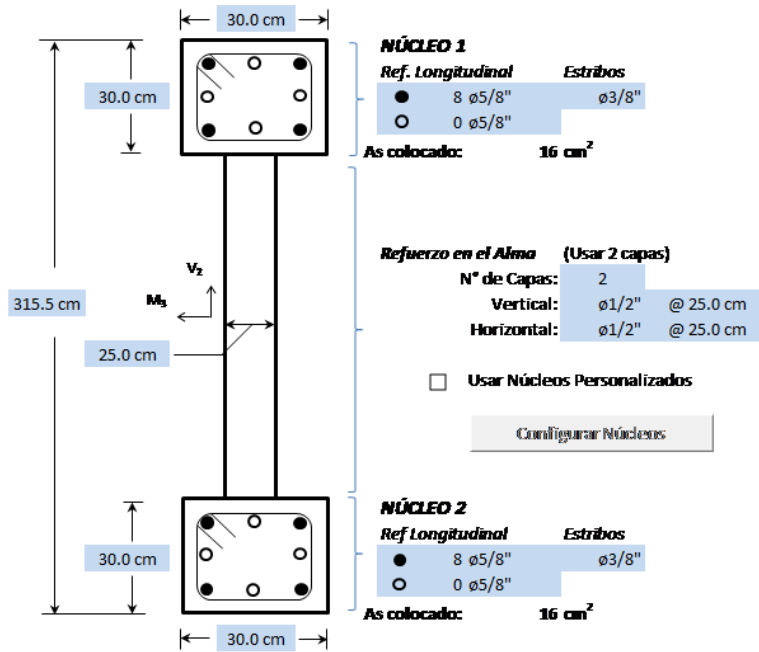 30.0 cm
NÚCLEO 1
Ref. Longitudinal Estribos
30.0 cm
8 ø5/8" ø3/8"
0 ø5/8"
As colocado: 16 cm²
Refuerzo en el Alma (Usar 2 capas)
N° de Capas: 2
V₂
315.5 cm
M₃
Vertical: ø1/2" @ 25.0 cm
Horizontal: ø1/2" @ 25.0 cm
25.0 cm
Usar Núcleos Personalizados
Configurar Núcleos
NÚCLEO 2
Ref Longitudinal Estribos
30.0 cm
8 ø5/8" ø3/8"
0 ø5/8"
As colocado: 16 cm²
30.0 cm